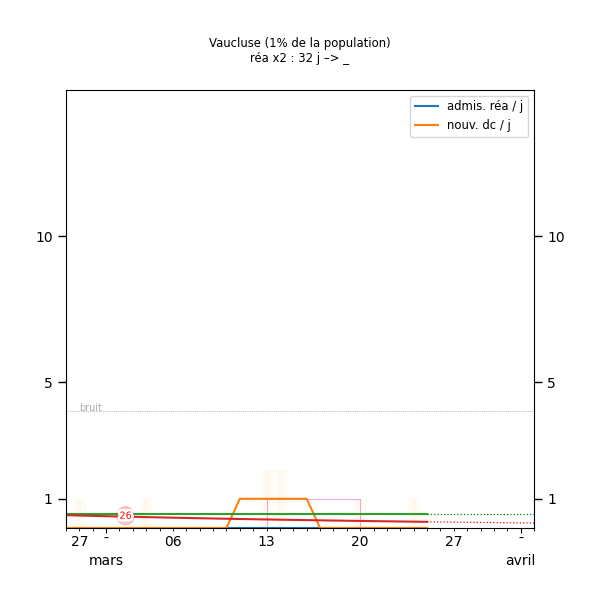 Vaucluse (1% de la population)
réa x2 : 32 j –> _
admis. réa / j
nouv. dc / j
10 10
5 5
bruit
1 1
26
27 - 06 13 20 27 -
mars avril